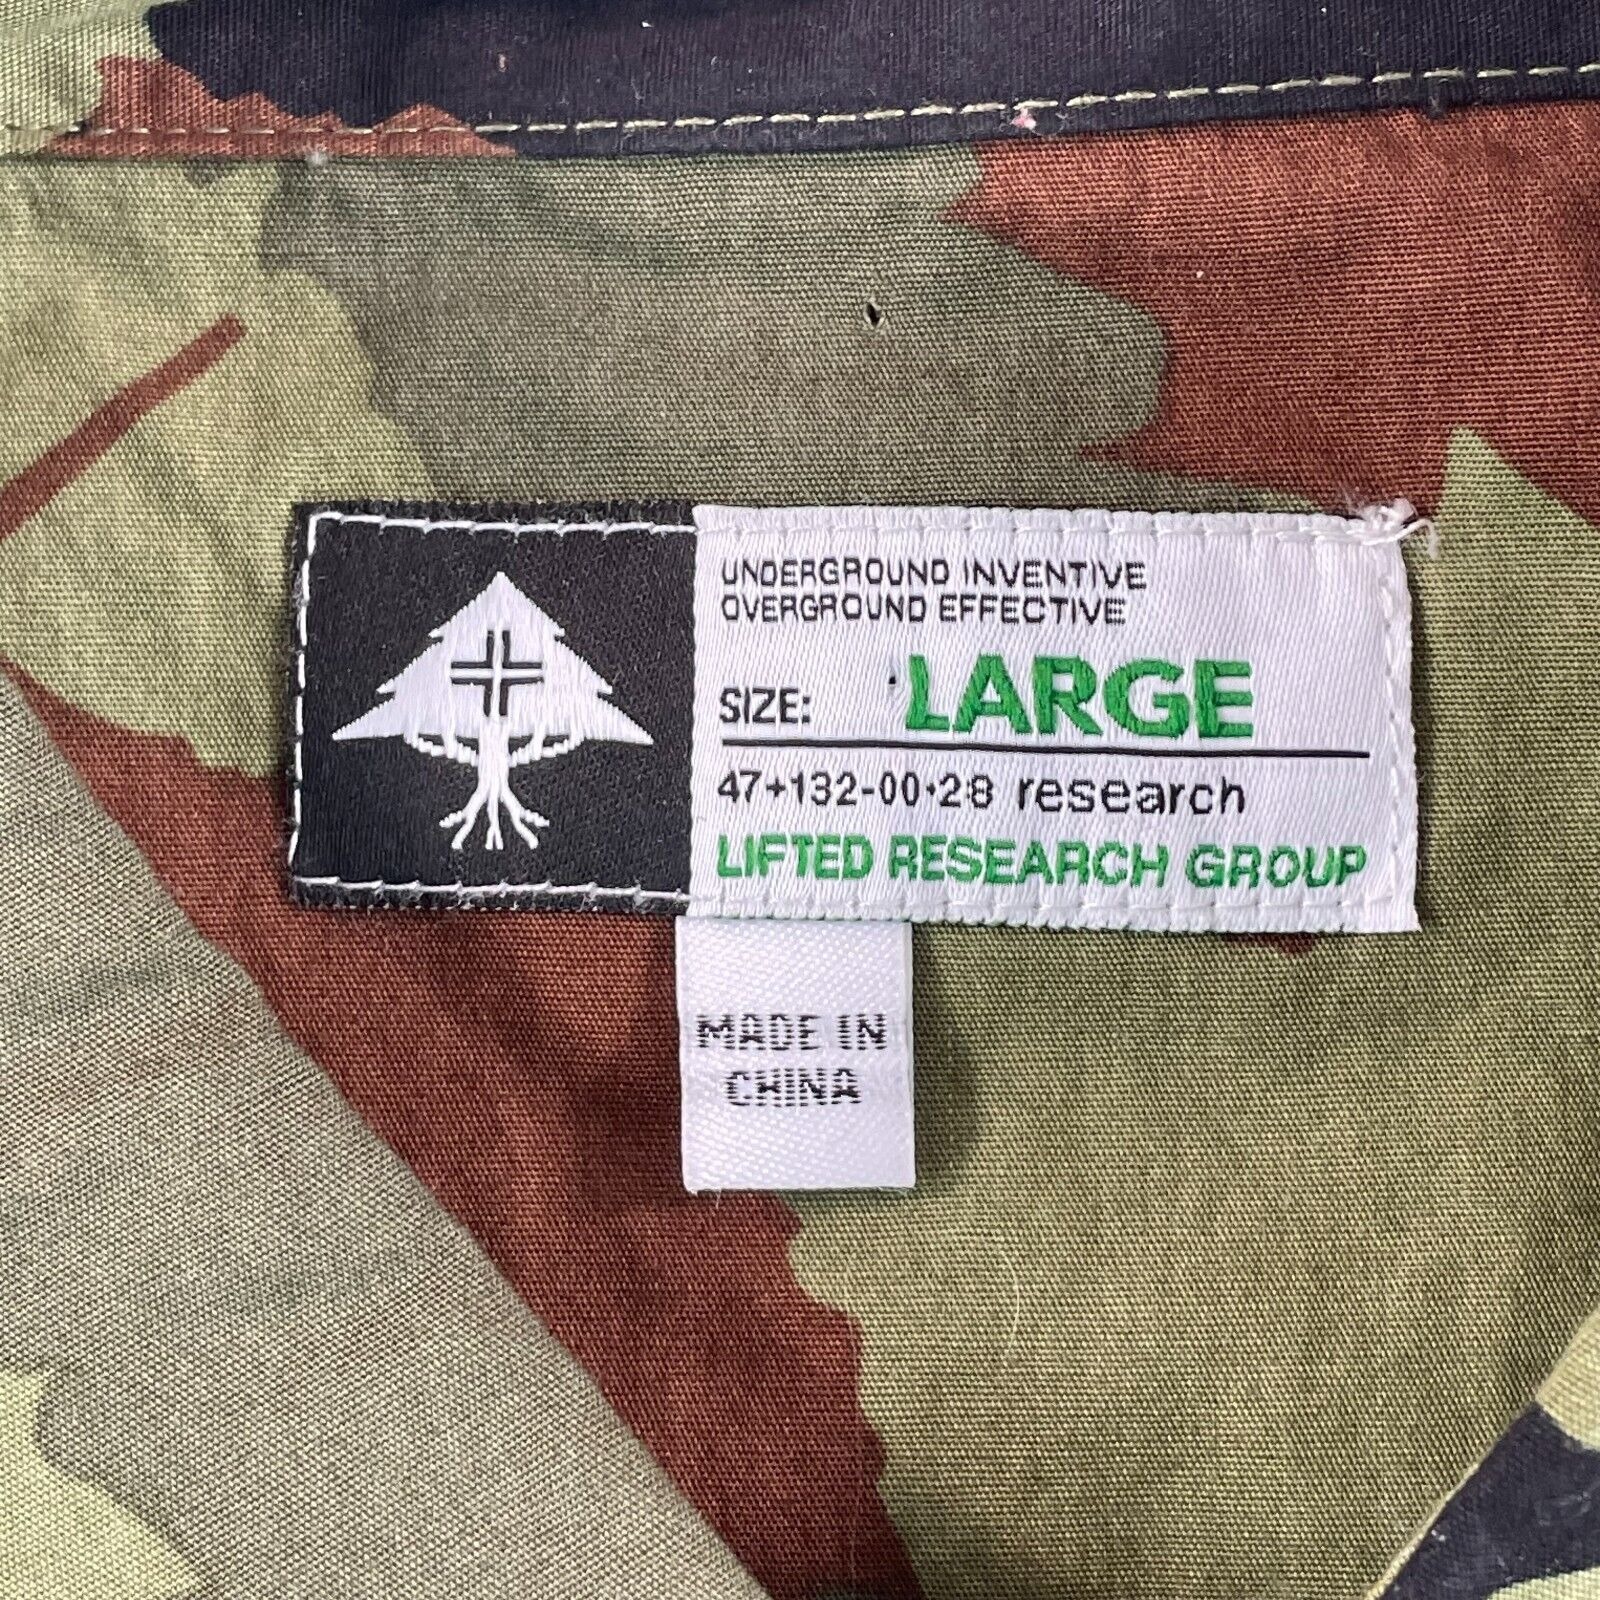 UNDERGROUND INVENTIVE
OVERGROUND EFFECTIVE
SIZE: LARGE
47+132-00•28 research
LIFTED RESEARCH GROUP
MADE IN
CHINA